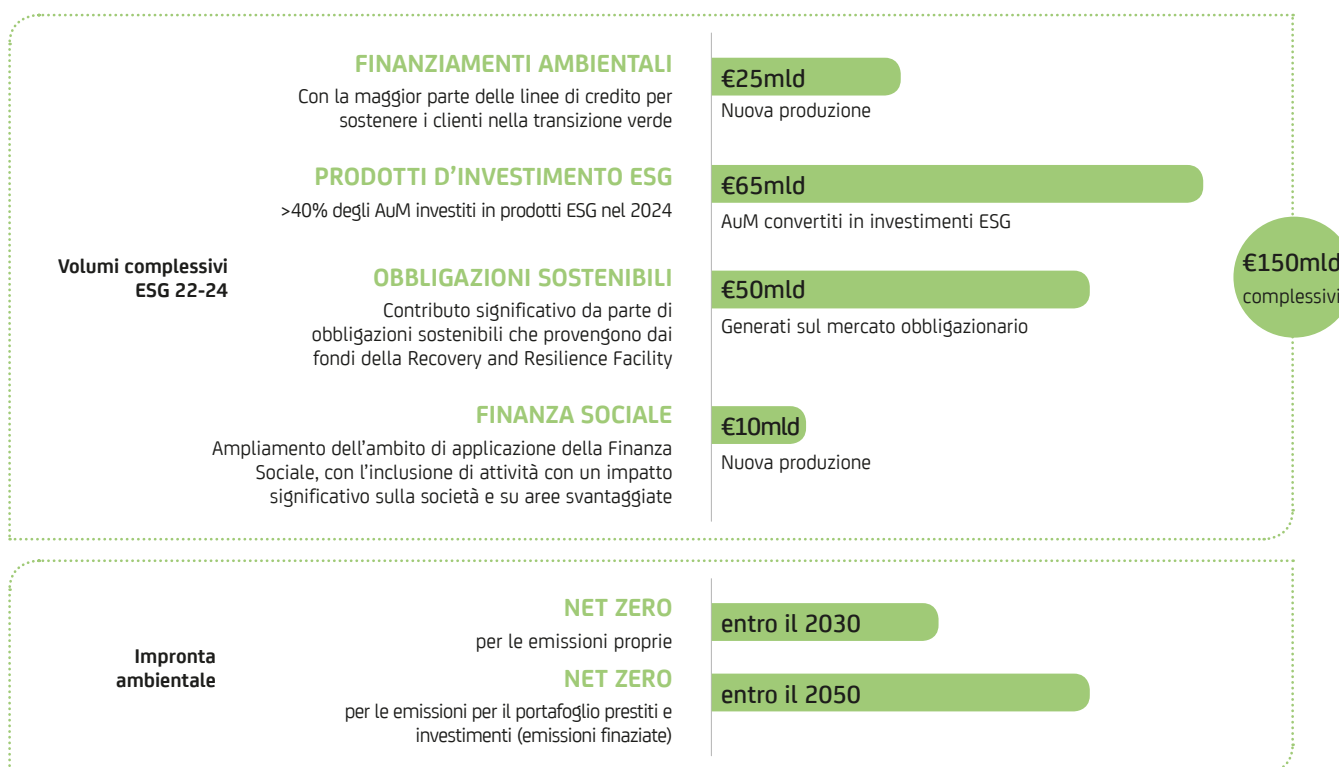 Volumi complessivi
ESG 22-24
FINANZIAMENTI AMBIENTALI
Con la maggior parte delle linee di credito per
sostenere i clienti nella transizione verde
€25mld
Nuova produzione
PRODOTTI D’INVESTIMENTO ESG
>40% degli AuM investiti in prodotti ESG nel 2024
€65mld
AuM convertiti in investimenti ESG
OBBLIGAZIONI SOSTENIBILI
Contributo significativo da parte di
obbligazioni sostenibili che provengono dai
fondi della Recovery and Resilience Facility
€50mld
Generati sul mercato obbligazionario
FINANZA SOCIALE
Ampliamento dell’ambito di applicazione della Finanza
Sociale, con l’inclusione di attività con un impatto
significativo sulla società e su aree svantaggiate
€10mld
Nuova produzione
€150mld
complessivi
Impronta
ambientale
NET ZERO
per le emissioni proprie
entro il 2030
NET ZERO
per le emissioni per il portafoglio prestiti e
investimenti (emissioni finaziate)
entro il 2050